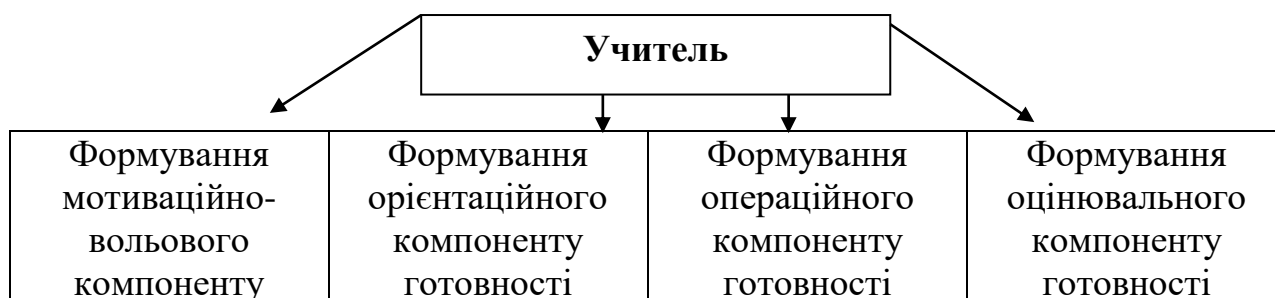 Учитель
Формування
мотиваційно-
вольового
компоненту
Формування
орієнтаційного
компоненту
готовності
Формування
операційного
компоненту
готовності
Формування
оцінювального
компоненту
готовності